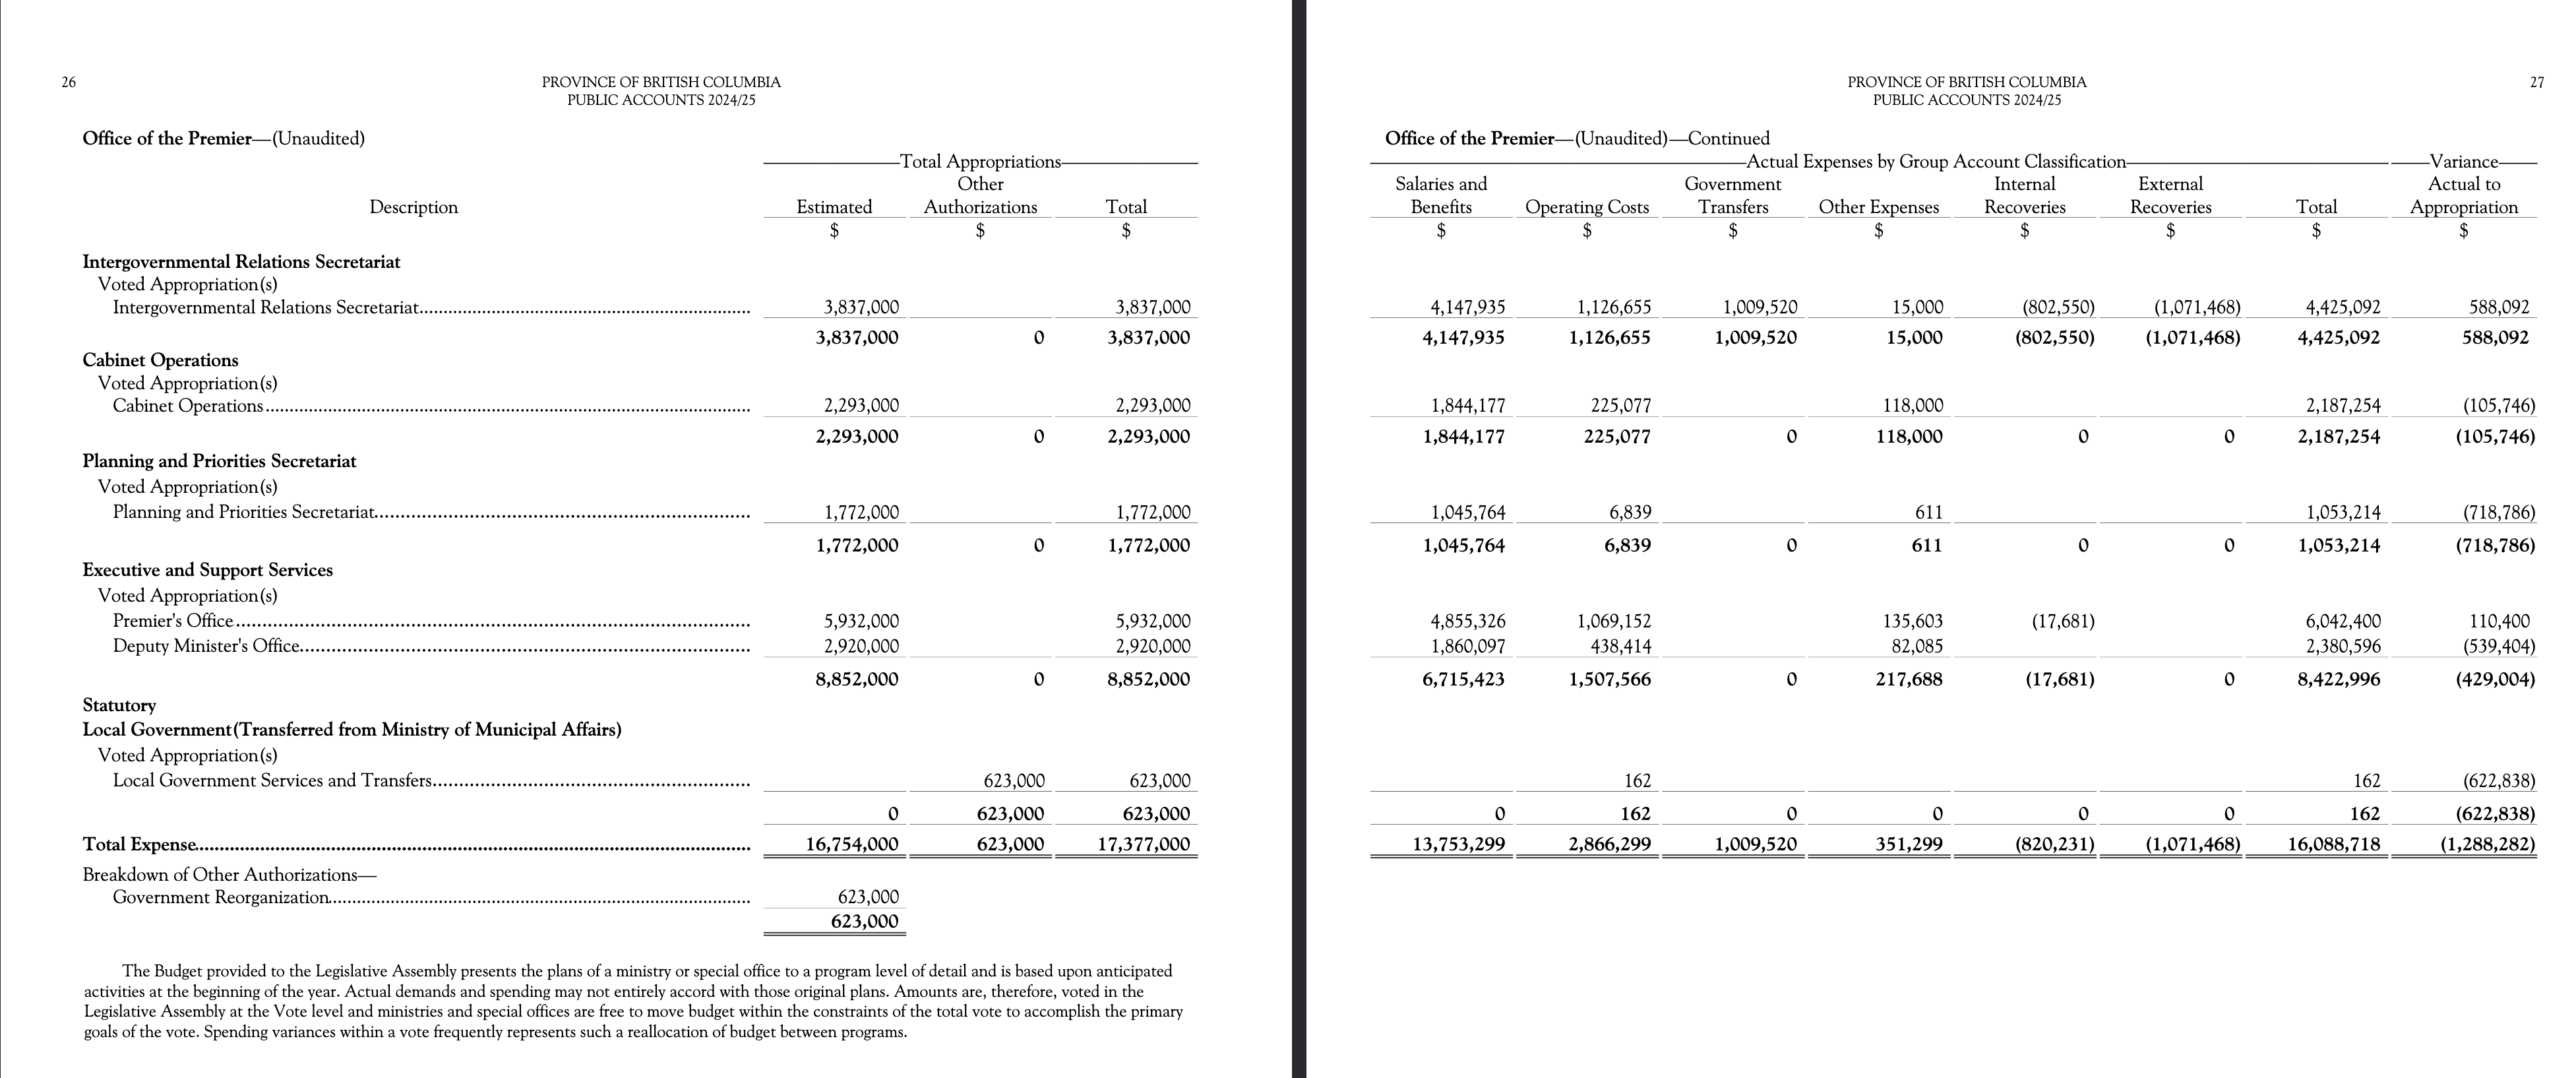 26
PROVINCE OF BRITISH COLUMBIA
PUBLIC ACCOUNTS 2024/25
Office of the Premier—(Unaudited)
Total Appropriations
Other
Description Estimated Authorizations Total
$ $ $
Intergovernmental Relations Secretariat
Voted Appropriation(s)
Intergovernmental Relations Secretariat 3,837,000 3,837,000
3,837,000 0 3,837,000
Cabinet Operations
Voted Appropriation(s)
Cabinet Operations 2,293,000 2,293,000
2,293,000 0 2,293,000
Planning and Priorities Secretariat
Voted Appropriation(s)
Planning and Priorities Secretariat 1,772,000 1,772,000
1,772,000 0 1,772,000
Executive and Support Services
Voted Appropriation(s)
Premier's Office 5,932,000 5,932,000
Deputy Minister's Office 2,920,000 2,920,000
8,852,000 0 8,852,000
Statutory
Local Government(Transferred from Ministry of Municipal Affairs)
Voted Appropriation(s)
Local Government Services and Transfers 623,000 623,000
0 623,000 623,000
Total Expense 16,754,000 623,000 17,377,000
Breakdown of Other Authorizations—
Government Reorganization 623,000
623,000
The Budget provided to the Legislative Assembly presents the plans of a ministry or special office to a program level of detail and is based upon anticipated
activities at the beginning of the year. Actual demands and spending may not entirely accord with those original plans. Amounts are, therefore, voted in the
Legislative Assembly at the Vote level and ministries and special offices are free to move budget within the constraints of the total vote to accomplish the primary
goals of the vote. Spending variances within a vote frequently represents such a reallocation of budget between programs.
PROVINCE OF BRITISH COLUMBIA
27
PUBLIC ACCOUNTS 2024/25
Office of the Premier—(Unaudited)—Continued
Actual Expenses by Group Account Classification Variance
Salaries and Government Internal External Actual to
Benefits Operating Costs Transfers Other Expenses Recoveries Recoveries Total Appropriation
$ $ $ $ $ $ $ $
4,147,935 1,126,655 1,009,520 15,000 (802,550) (1,071,468) 4,425,092 588,092
4,147,935 1,126,655 1,009,520 15,000 (802,550) (1,071,468) 4,425,092 588,092
1,844,177 225,077 118,000 2,187,254 (105,746)
1,844,177 225,077 0 118,000 0 0 2,187,254 (105,746)
1,045,764 6,839 611 1,053,214 (718,786)
1,045,764 6,839 0 611 0 0 1,053,214 (718,786)
4,855,326 1,069,152 135,603 (17,681) 6,042,400 110,400
1,860,097 438,414 82,085 2,380,596 (539,404)
6,715,423 1,507,566 0 217,688 (17,681) 0 8,422,996 (429,004)
162 162 (622,838)
0 162 0 0 0 0 162 (622,838)
13,753,299 2,866,299 1,009,520 351,299 (820,231) (1,071,468) 16,088,718 (1,288,282)